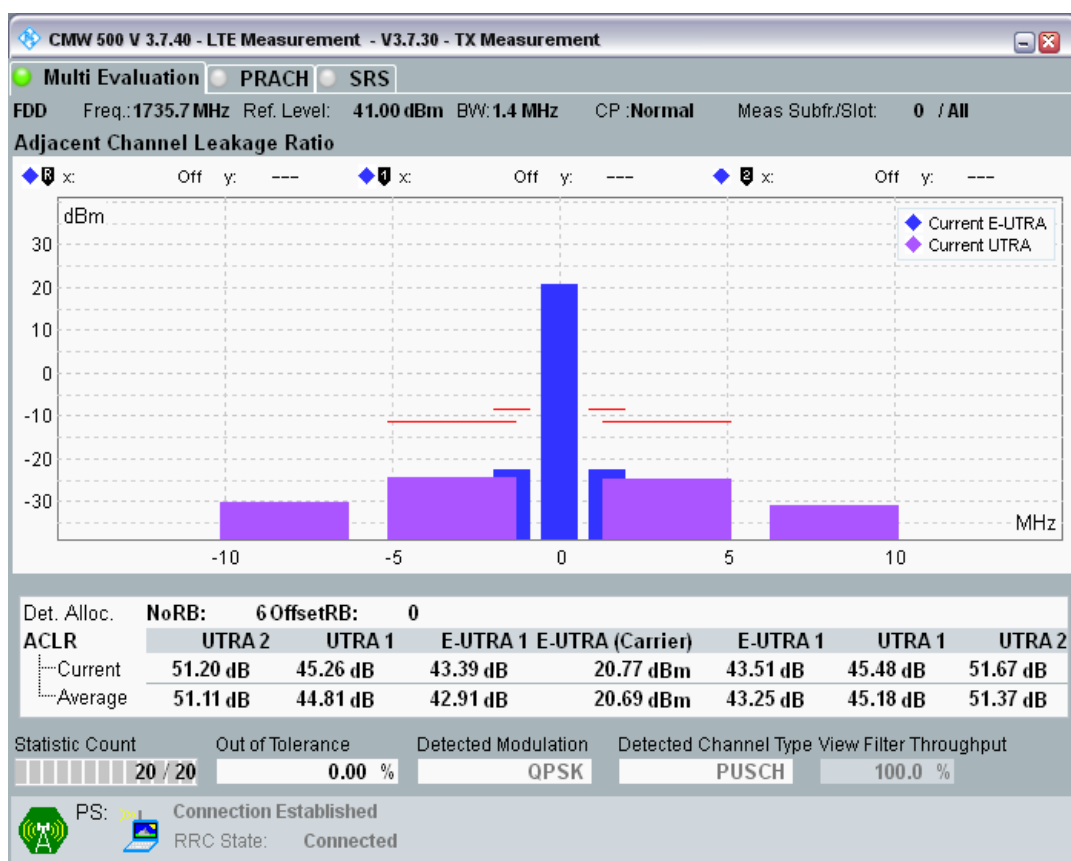 CMW 500 V 3.7.40 - LTE Measurement - V3.7.30 - TX Measurement
Multi Evaluation PRACH SRS
FDD Freq.: 1735.7 MHz Ref. Level: 41.00 dBm BW: 1.4 MHz CP :Normal Meas Subfr./Slot: 0 / All
Adjacent Channel Leakage Ratio
R x: Off y: --- 1 x: Off y: --- 2 x: Off y: ---
dBm
Current E-UTRA
Current UTRA
30
20
10
0
-10
-20
-30
MHz
-10 -5 0 5 10
Det. Alloc. NoRB: 6 OffsetRB: 0
ACLR UTRA 2 UTRA 1 E-UTRA 1 E-UTRA (Carrier) E-UTRA 1 UTRA 1 UTRA 2
Current 51.20 dB 45.26 dB 43.39 dB 20.77 dBm 43.51 dB 45.48 dB 51.67 dB
Average 51.11 dB 44.81 dB 42.91 dB 20.69 dBm 43.25 dB 45.18 dB 51.37 dB
Statistic Count Out of Tolerance Detected Modulation Detected Channel Type View Filter Throughput
20 / 20 0.00 % QPSK PUSCH 100.0 %
PS: Connection Established
RRC State: Connected